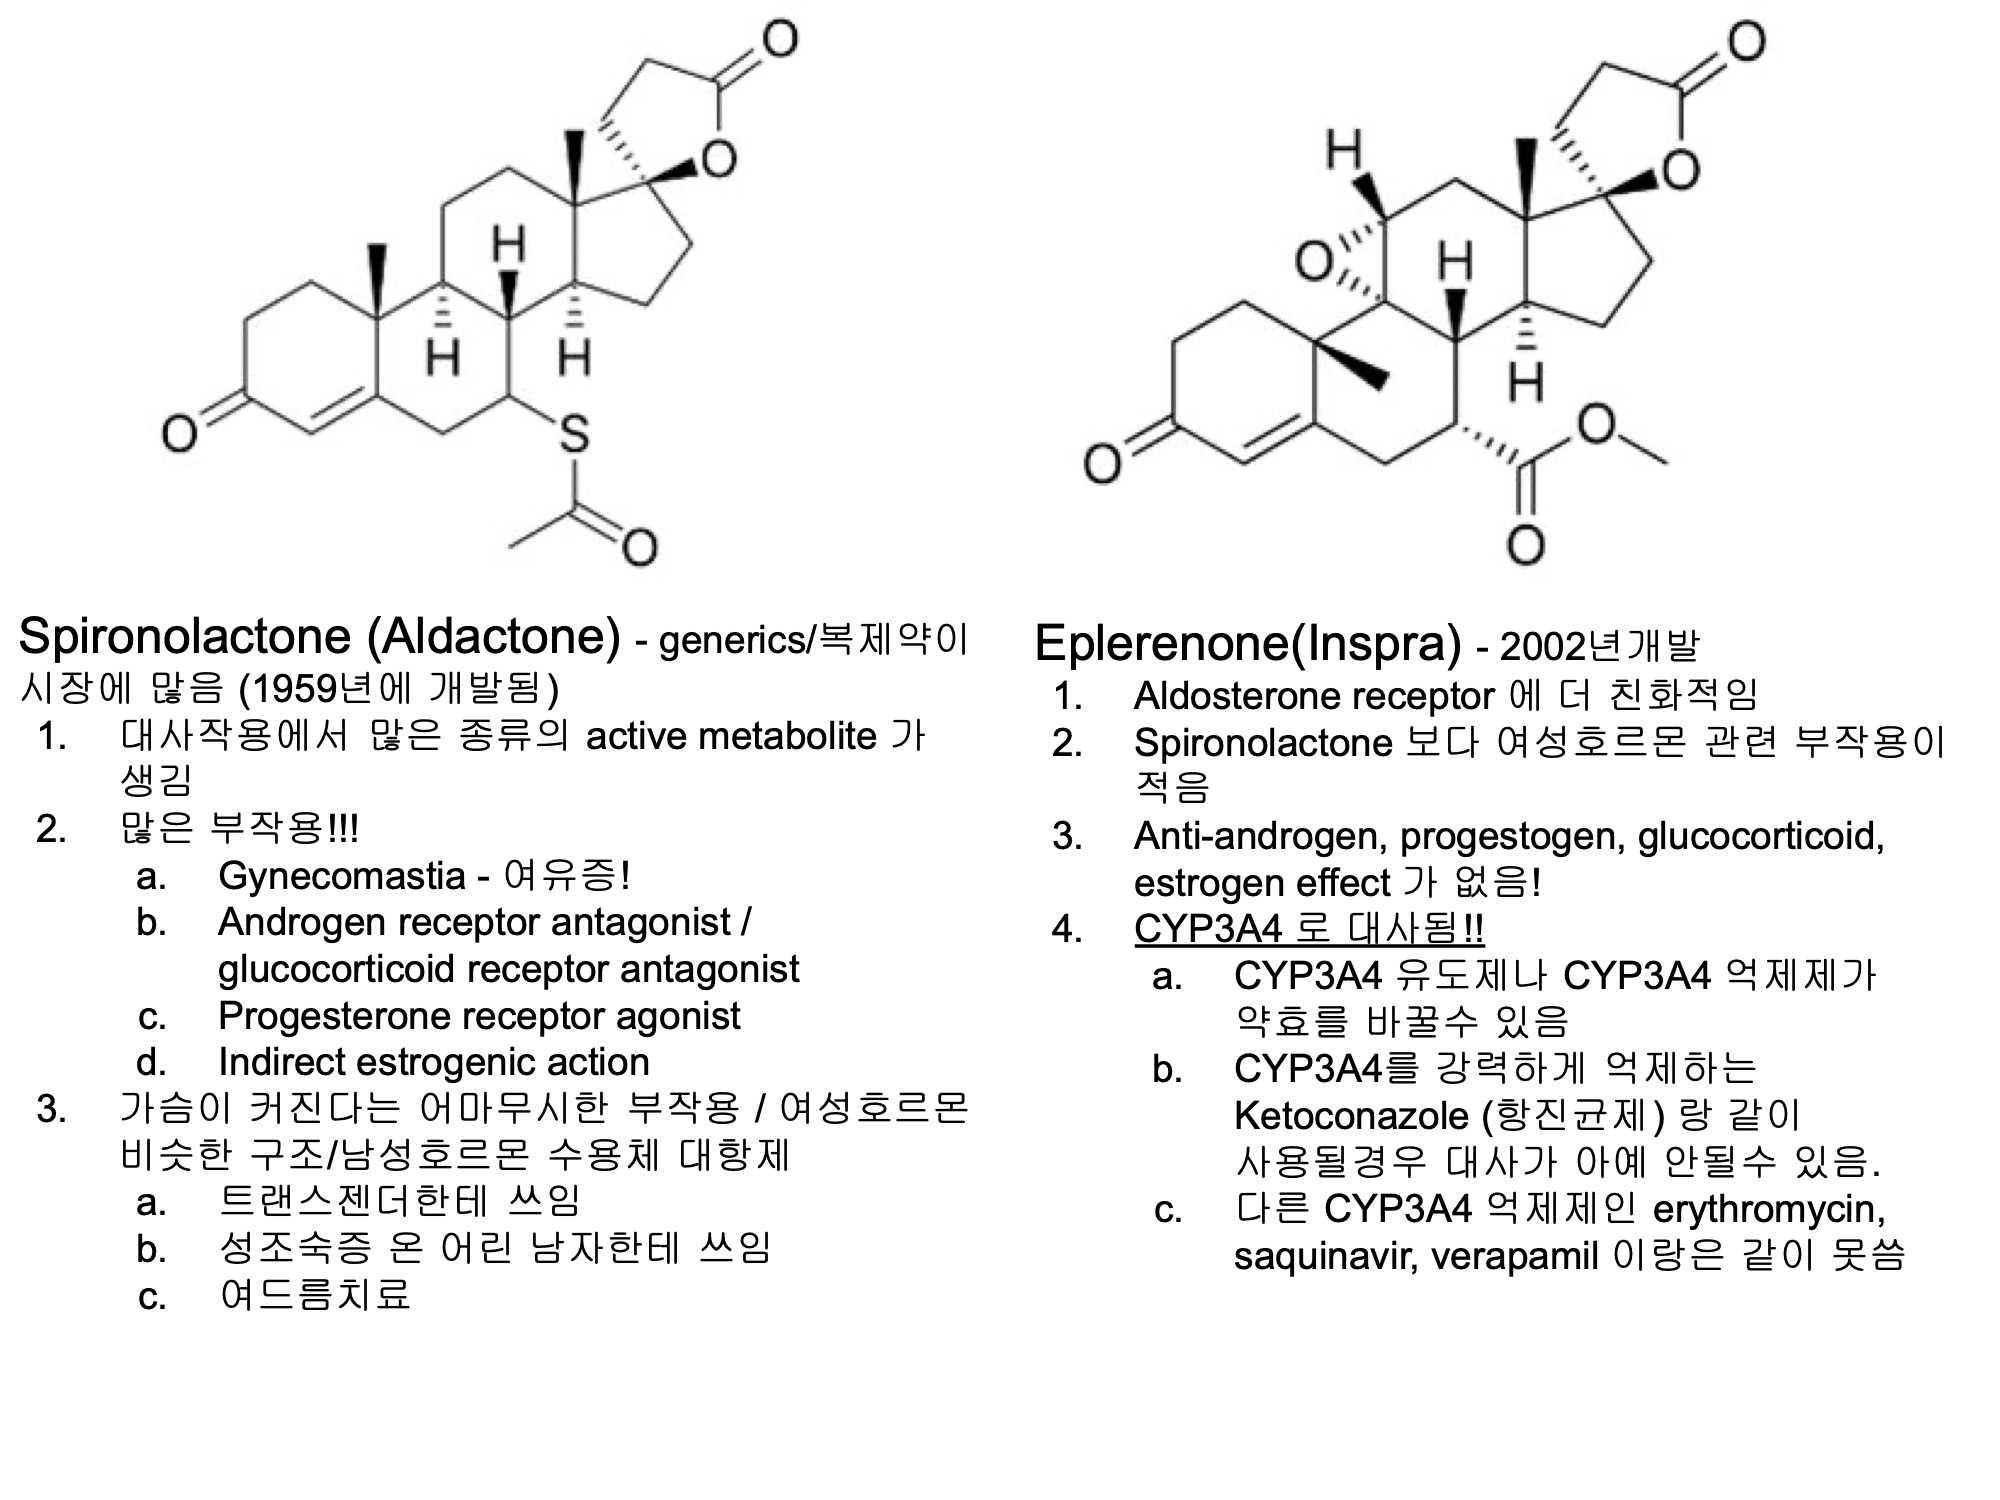 O
O
H
H
H
O
S
O
Spironolactone (Aldactone) - generics/복제약이
시장에 많음 (1959년에 개발됨)
1. 대사작용에서 많은 종류의 active metabolite 가
생김
2. 많은 부작용!!!
a. Gynecomastia - 여유증!
b. Androgen receptor antagonist /
glucocorticoid receptor antagonist
c. Progesterone receptor agonist
d. Indirect estrogenic action
3. 가슴이 커진다는 어마무시한 부작용 / 여성호르몬
비슷한 구조/남성호르몬 수용체 대항제
a. 트랜스젠더한테 쓰임
b. 성조숙증 온 어린 남자한테 쓰임
c. 여드름치료
O
H
O
O
H
H
O
O
O
Eplerenone(Inspra) - 2002년개발
1. Aldosterone receptor 에 더 친화적임
2. Spironolactone 보다 여성호르몬 관련 부작용이
적음
3. Anti-androgen, progestogen, glucocorticoid,
estrogen effect 가 없음!
4. CYP3A4 로 대사됨!!
a. CYP3A4 유도제나 CYP3A4 억제제가
약효를 바꿀수 있음
b. CYP3A4를 강력하게 억제하는
Ketoconazole (항진균제) 랑 같이
사용될경우 대사가 아예 안될수 있음.
c. 다른 CYP3A4 억제제인 erythromycin,
saquinavir, verapamil 이랑은 같이 못씀